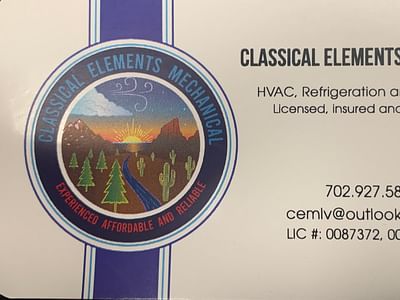 CLASSICAL ELEMENTS MECHANICAL
EXPERIENCED AFFORDABLE AND RELIABLE
CLASSICAL ELEMENTS
HVAC, Refrigeration a
Licensed, insured and
702.927.58
cemlv@outlook
LIC #: 0087372, 00